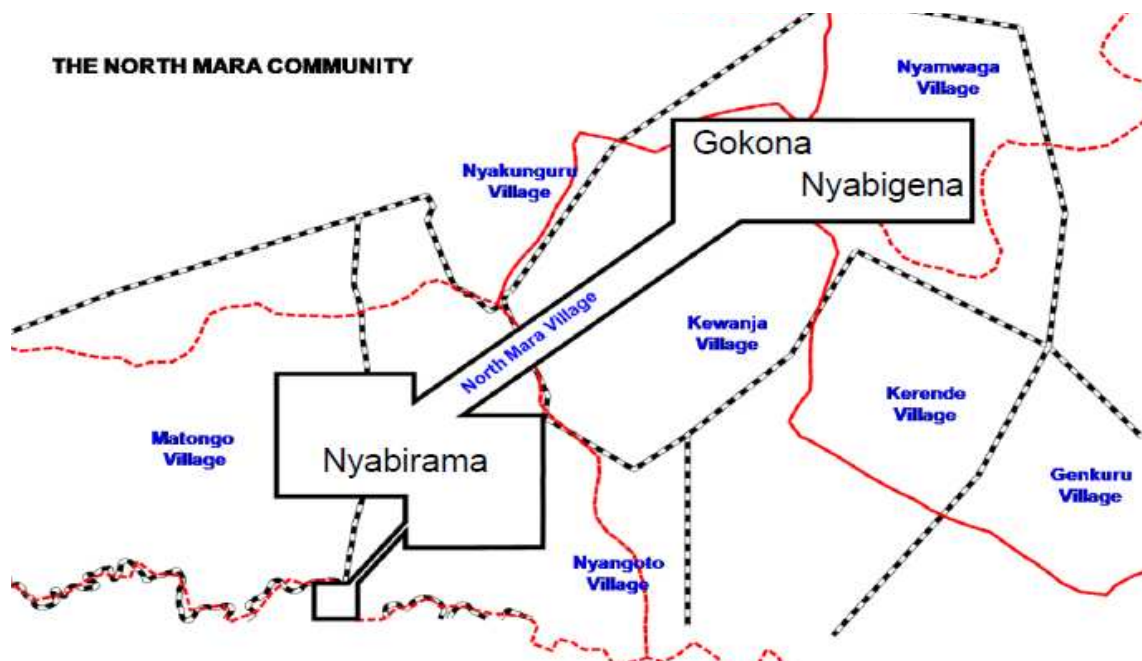 THE NORTH MARA COMMUNITY
Nyamwaga
Village
Gokona
Nyakunguru
Village
Nyabigena
North Mara Village
Kewanja
Village
Kerende
Village
Matongo
Village
Nyabirama
Genkuru
Village
Nyangoto
Village